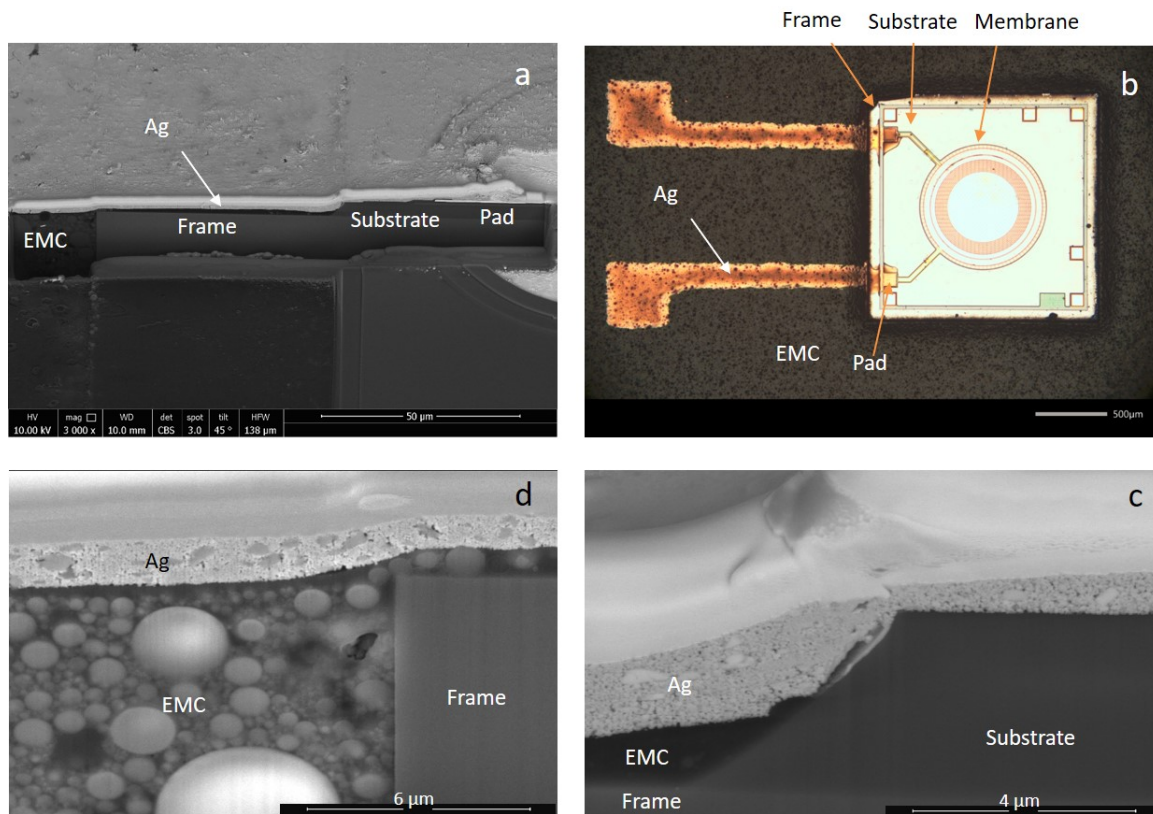 a
Ag
EMC
Frame
Substrate
Pad
HV
mag
WD
det
spot
tilt
HFW
50 µm
10.00 kV
3 000 x
10.0 mm
CBS
3.0
45 °
138 µm
Frame
Substrate
Membrane
b
Ag
EMC
Pad
500µm
d
Ag
EMC
Frame
6 µm
c
Ag
EMC
Substrate
Frame
4 µm